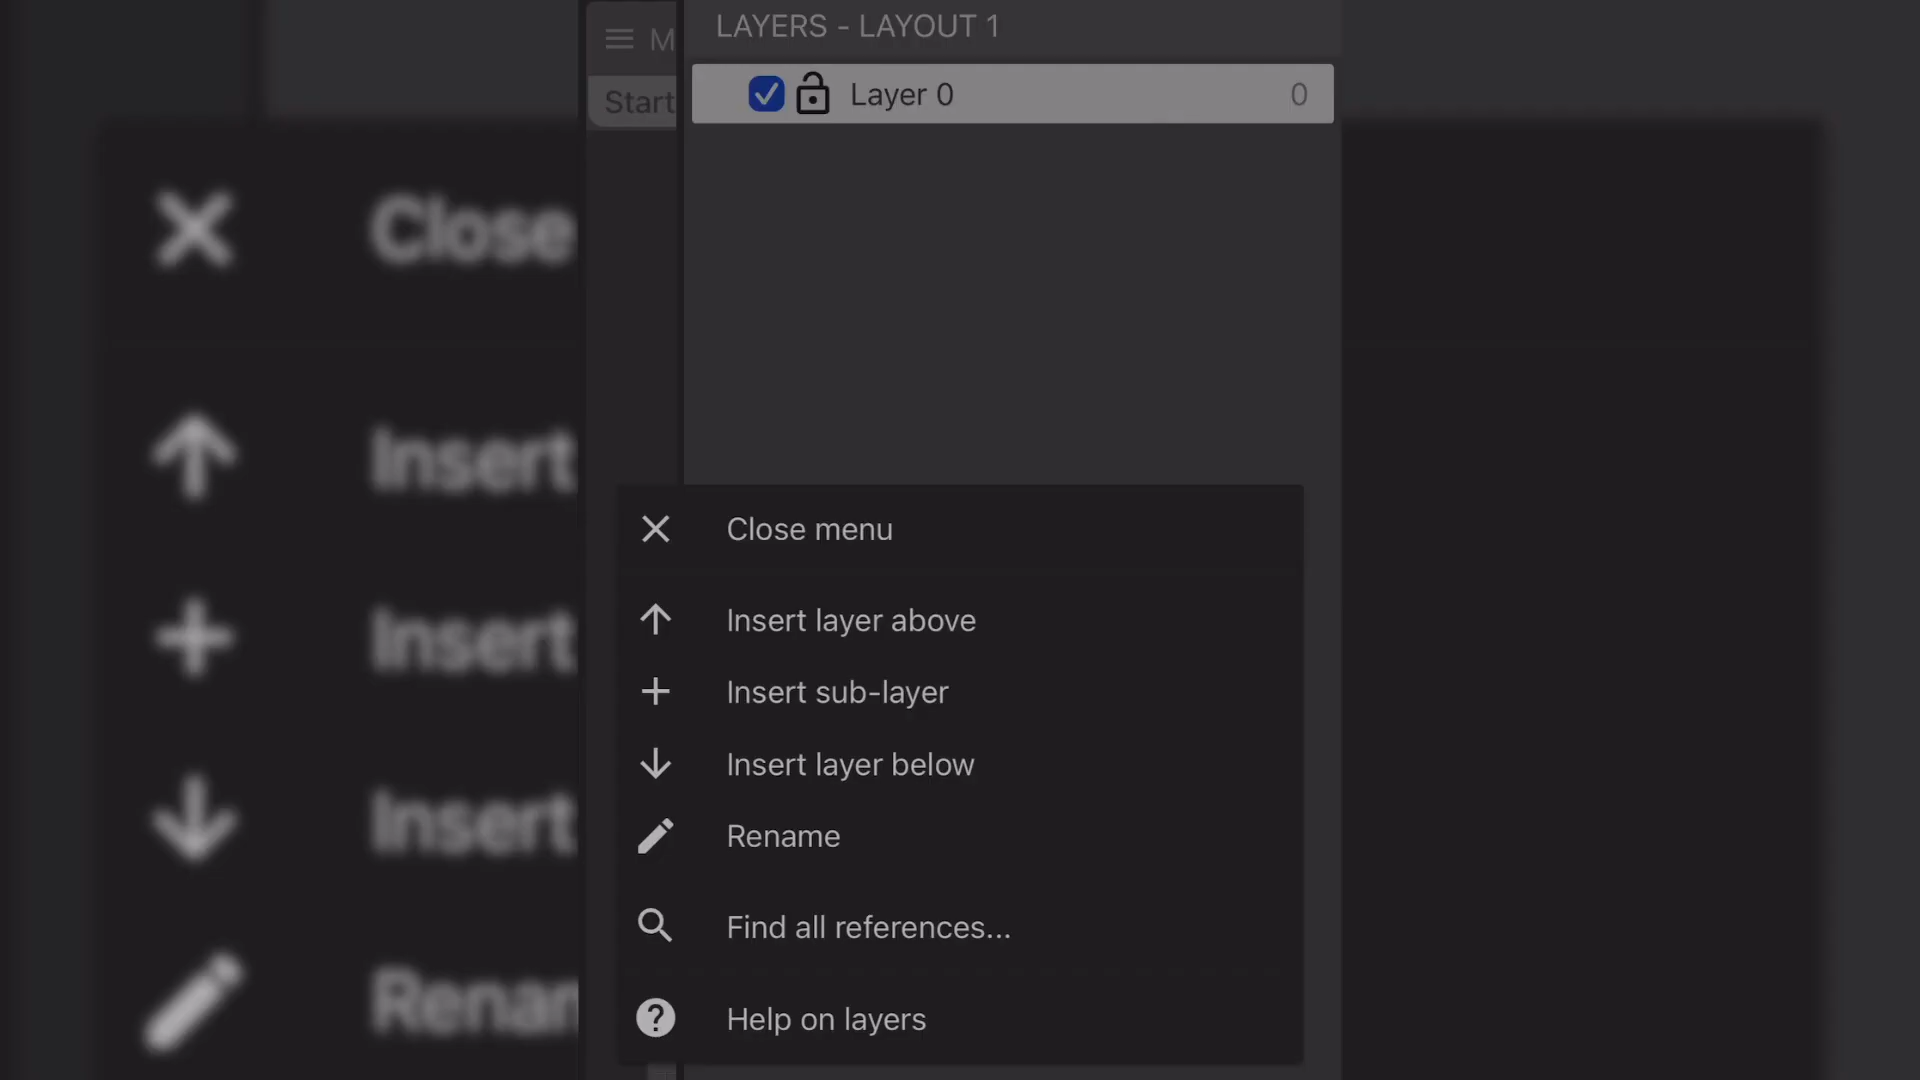 LAYERS - LAYOUT 1
M
Start
Layer 0
0
Close menu
Insert layer above
Insert sub-layer
Insert layer below
Rename
Find all references...
Help on layers
Close
Insert
Insert
Insert
Renam